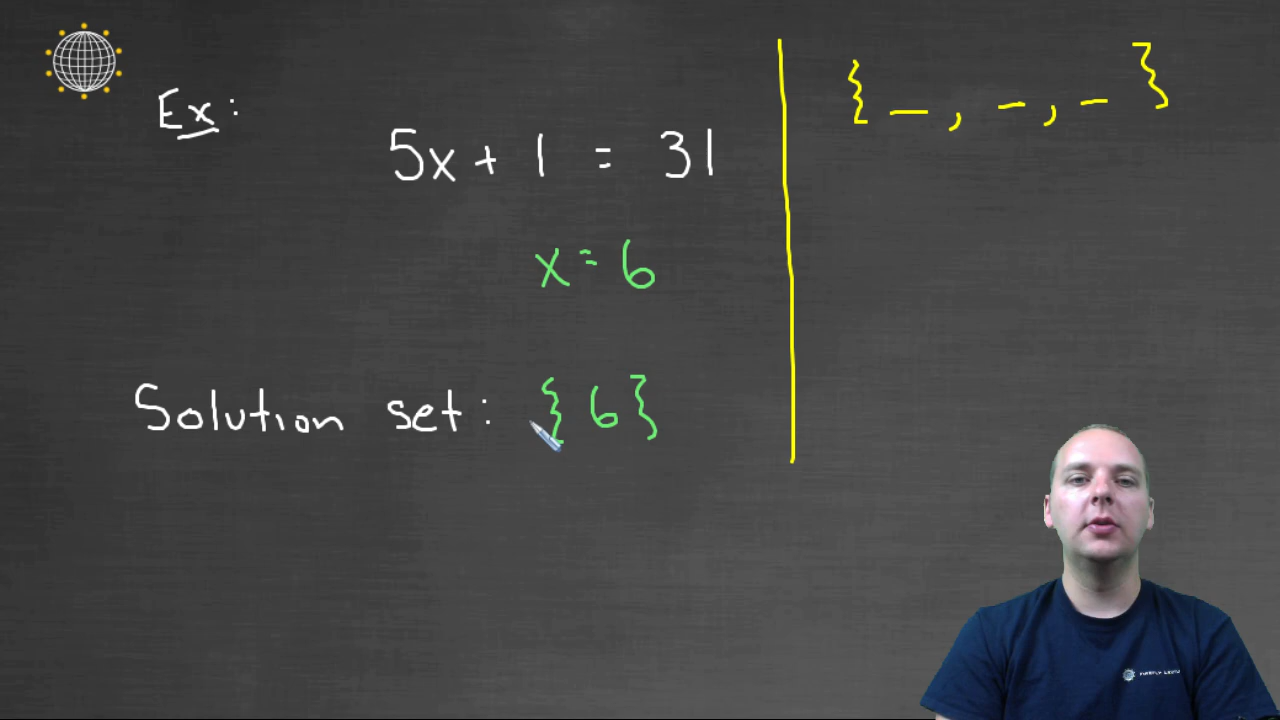 Ex:
5x + 1 = 31
x = 6
Solution set: { 6 }
{ _ , _ , _ }